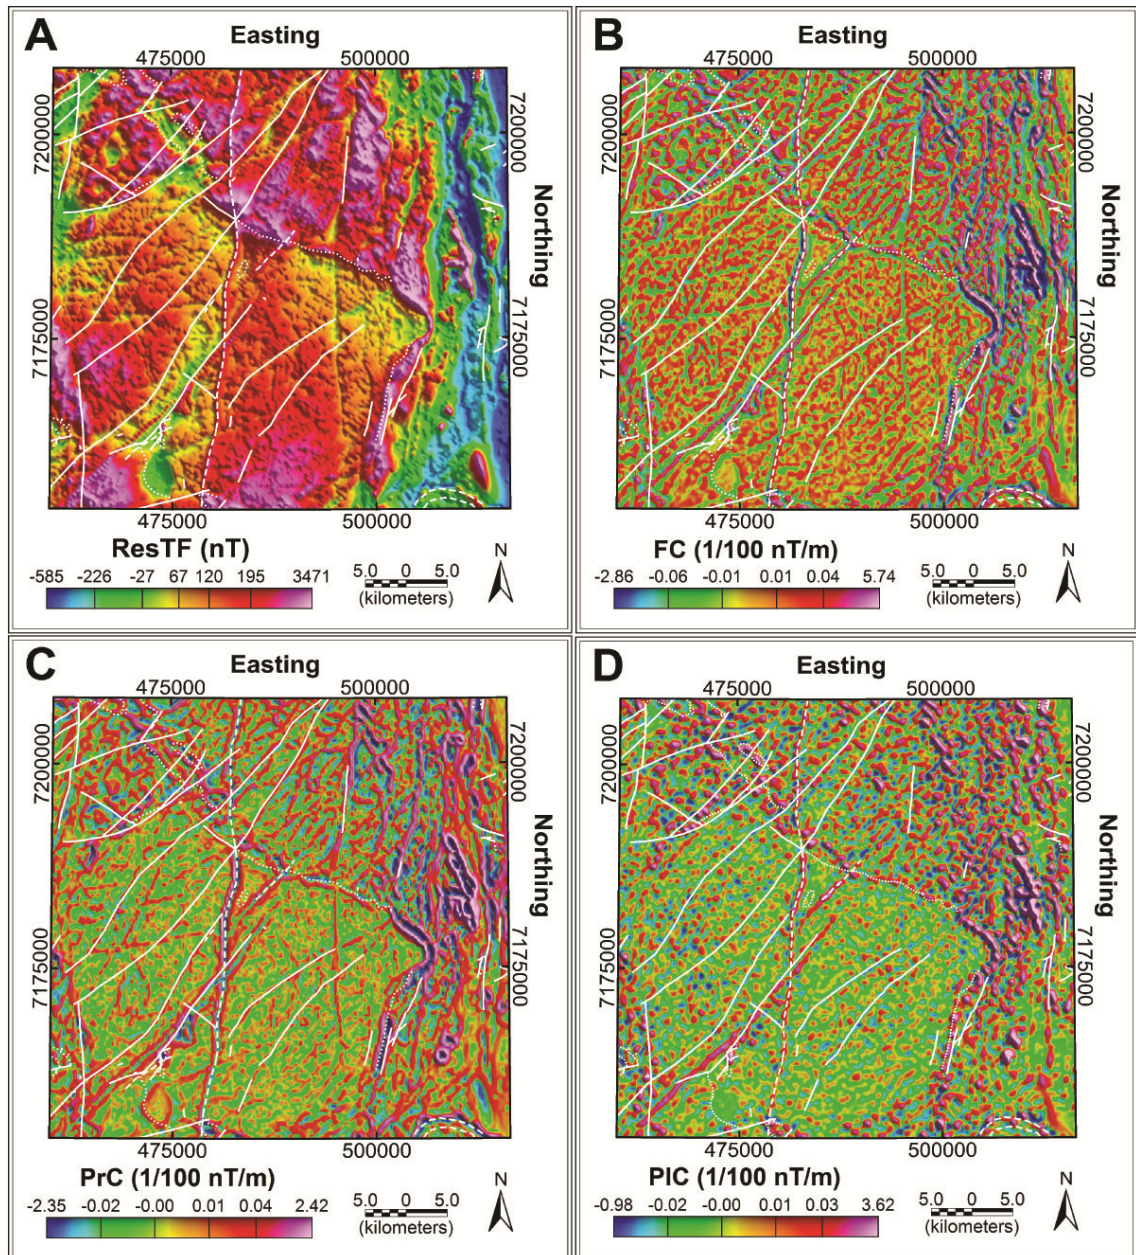 A
Easting
475000 500000
7200000
Northing
7175000
7200000
7175000
475000 500000
ResTF (nT)
-585 -226 -27 67 120 195 3471
5.0 0 5.0
(kilometers)
N
B
Easting
475000 500000
7200000
Northing
7175000
7200000
7175000
475000 500000
FC (1/100 nT/m)
-2.86 -0.06 -0.01 0.01 0.04 5.74
5.0 0 5.0
(kilometers)
N
C
Easting
475000 500000
7200000
Northing
7175000
7200000
7175000
475000 500000
PrC (1/100 nT/m)
-2.35 -0.02 -0.00 0.01 0.04 2.42
5.0 0 5.0
(kilometers)
N
D
Easting
475000 500000
7200000
Northing
7175000
7200000
7175000
475000 500000
PlC (1/100 nT/m)
-0.98 -0.02 -0.00 0.01 0.03 3.62
5.0 0 5.0
(kilometers)
N